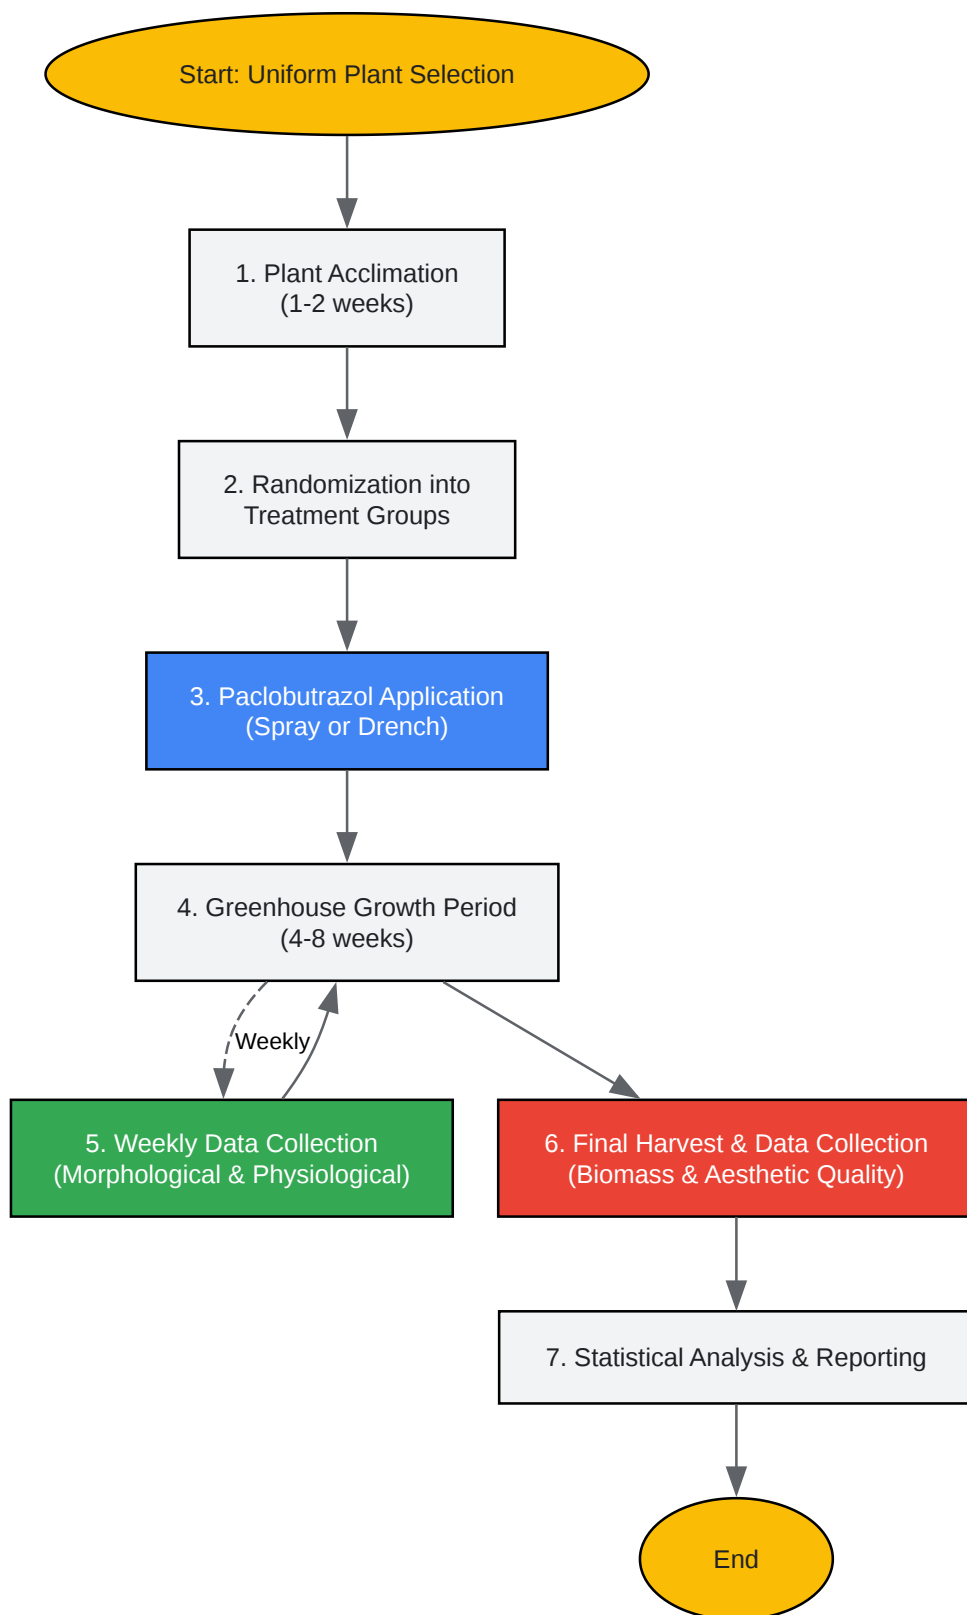 Start: Uniform Plant Selection
1. Plant Acclimation
(1-2 weeks)
2. Randomization into
Treatment Groups
3. Paclobutrazol Application
(Spray or Drench)
4. Greenhouse Growth Period
(4-8 weeks)
Weekly
5. Weekly Data Collection
(Morphological & Physiological)
6. Final Harvest & Data Collection
(Biomass & Aesthetic Quality)
7. Statistical Analysis & Reporting
End